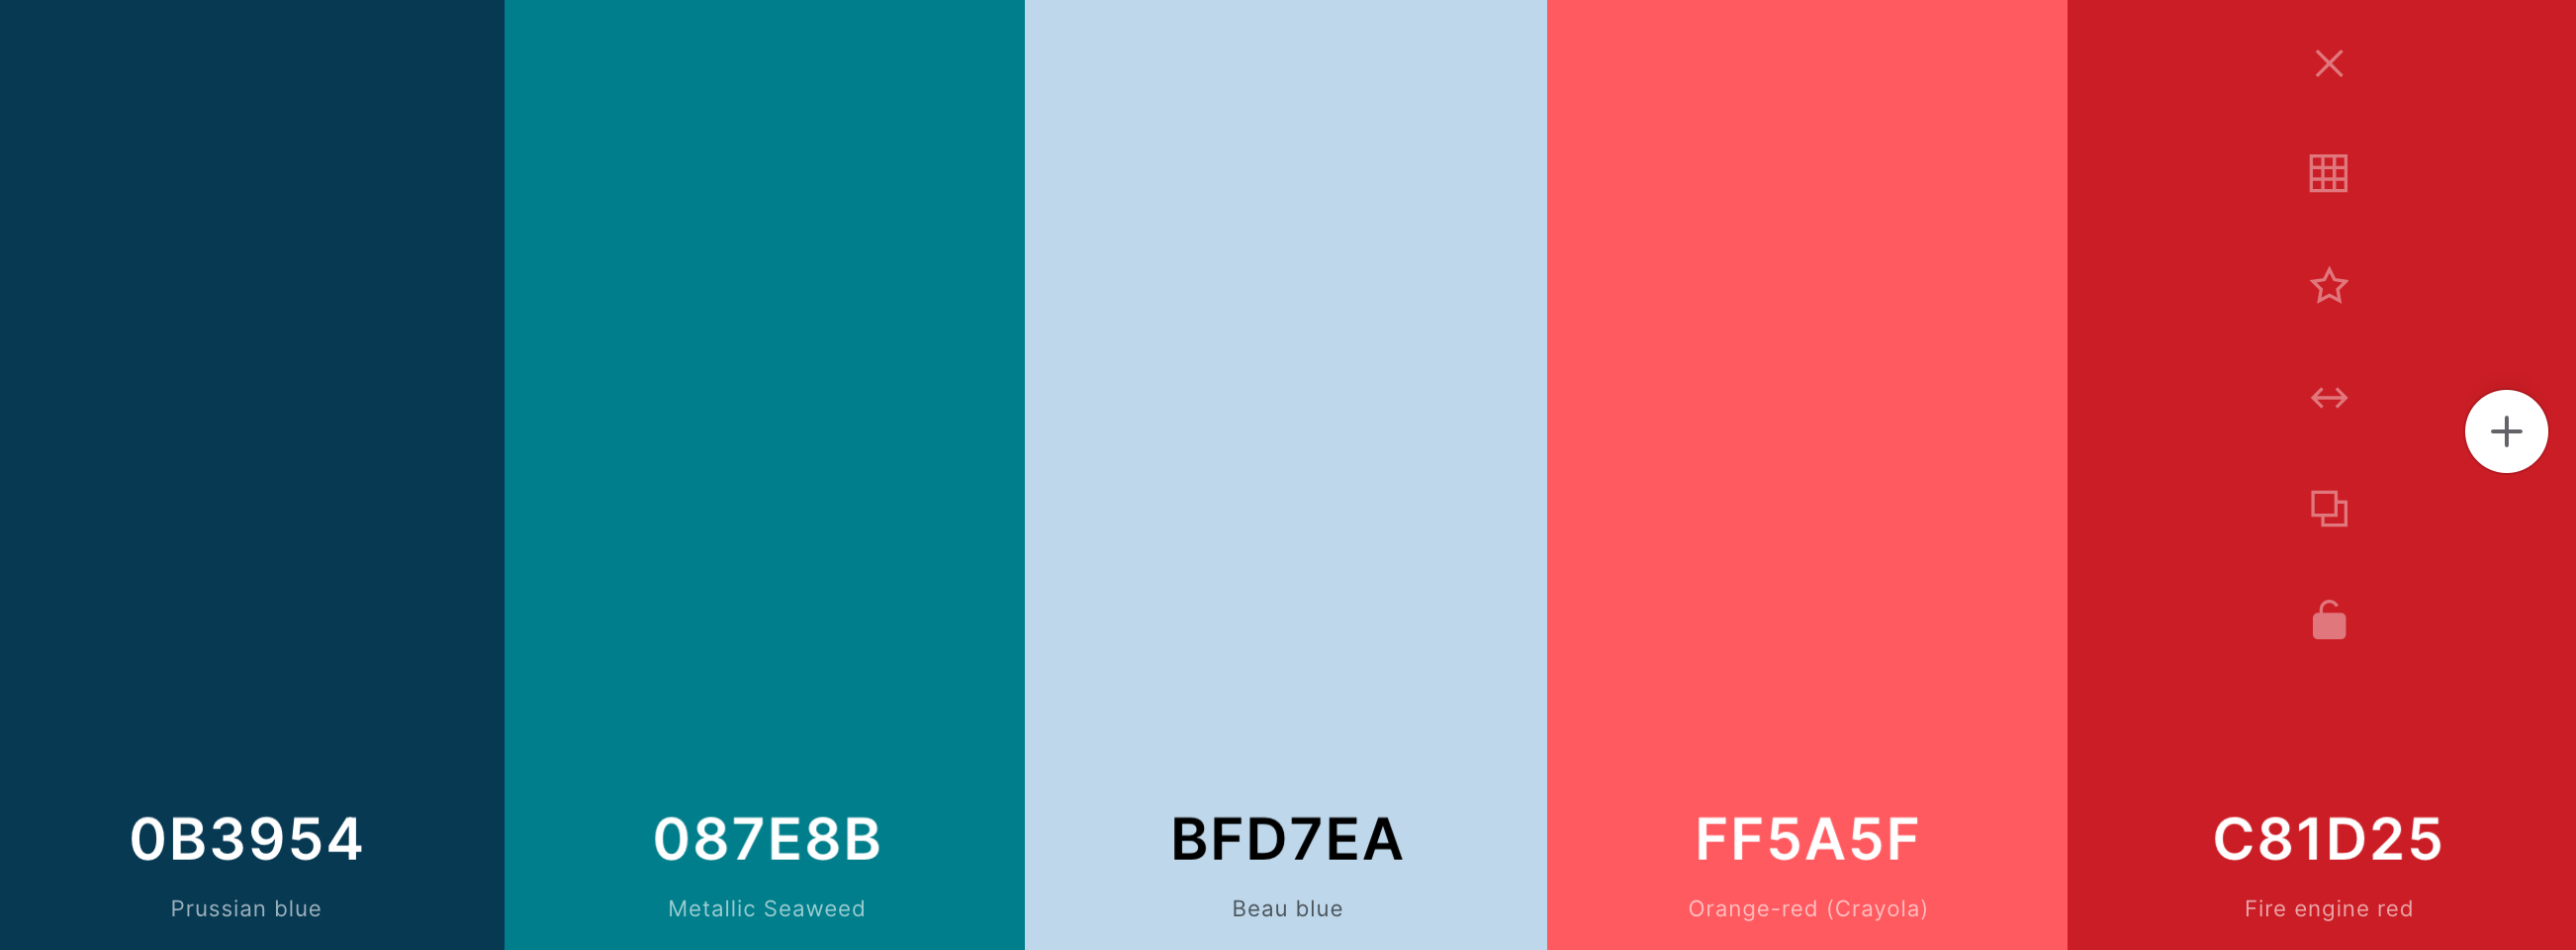 0B3954
Prussian blue
087E8B
Metallic Seaweed
BFD7EA
Beau blue
FF5A5F
Orange-red (Crayola)
C81D25
Fire engine red